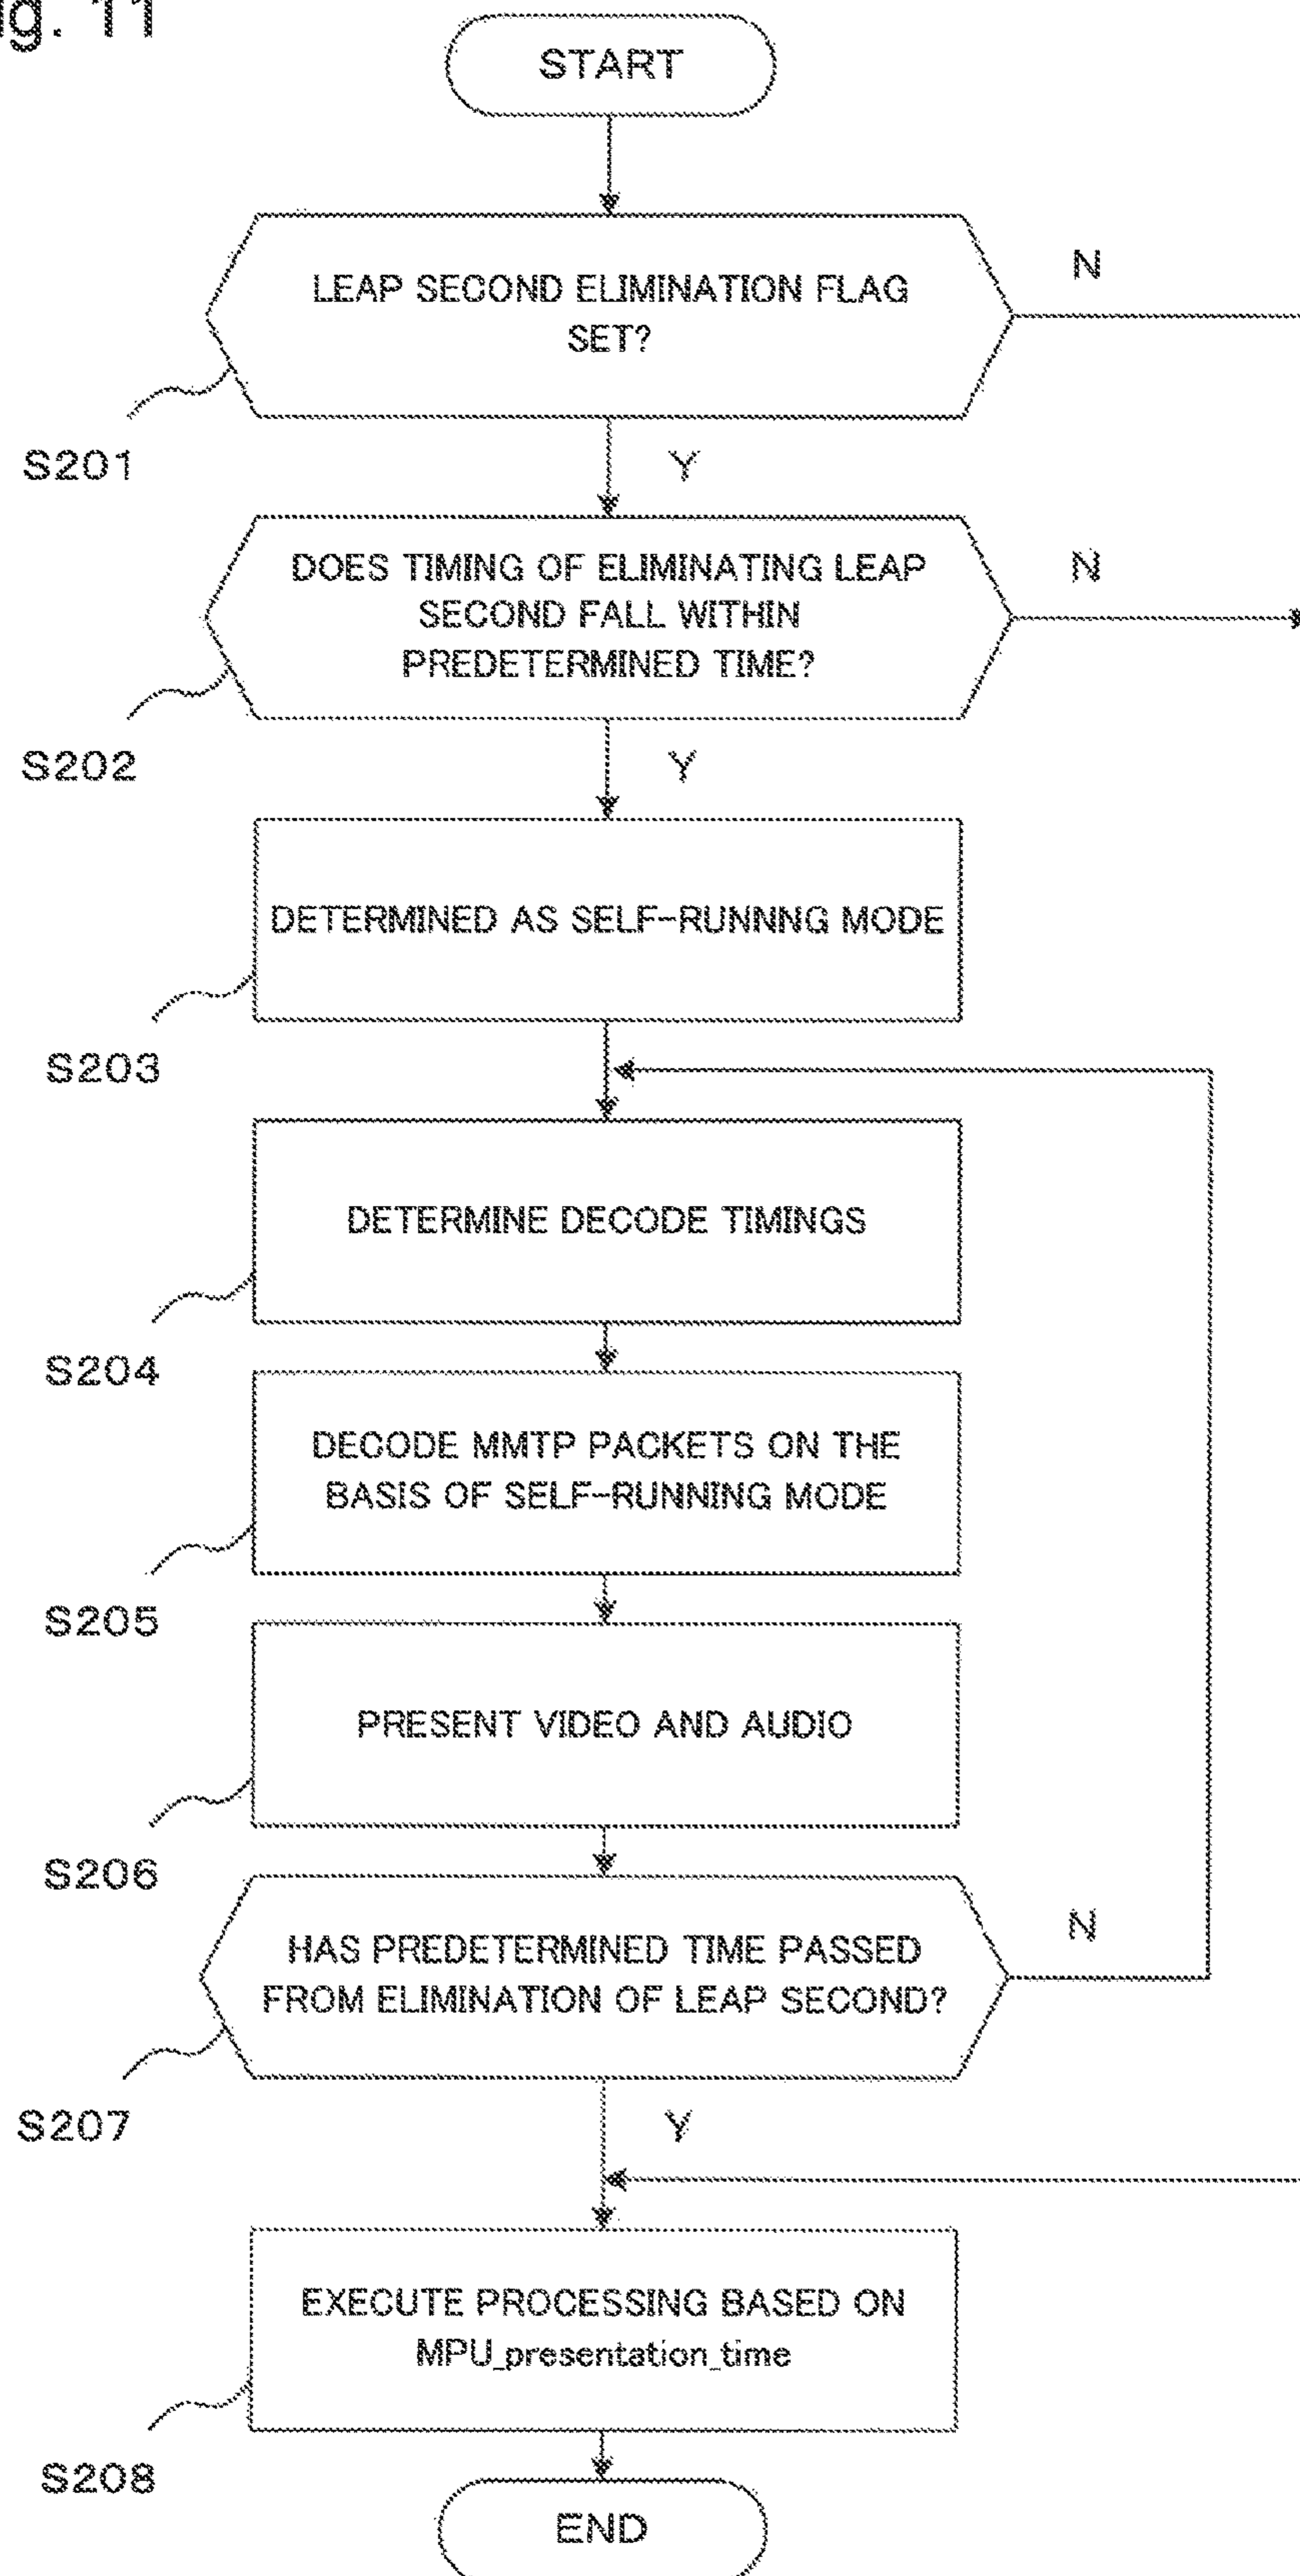 ig. 11
START
LEAP SECOND ELIMINATION FLAG
SET?
N
S201
Y
DOES TIMING OF ELIMINATING LEAP
SECOND FALL WITHIN
PREDETERMINED TIME?
N
S202
Y
DETERMINED AS SELF-RUNNNG MODE
S203
DETERMINE DECODE TIMINGS
S204
DECODE MMTP PACKETS ON THE
BASIS OF SELF-RUNNING MODE
S205
PRESENT VIDEO AND AUDIO
S206
HAS PREDETERMINED TIME PASSED
FROM ELIMINATION OF LEAP SECOND?
N
S207
Y
EXECUTE PROCESSING BASED ON
MPU_presentation_time
S208
END